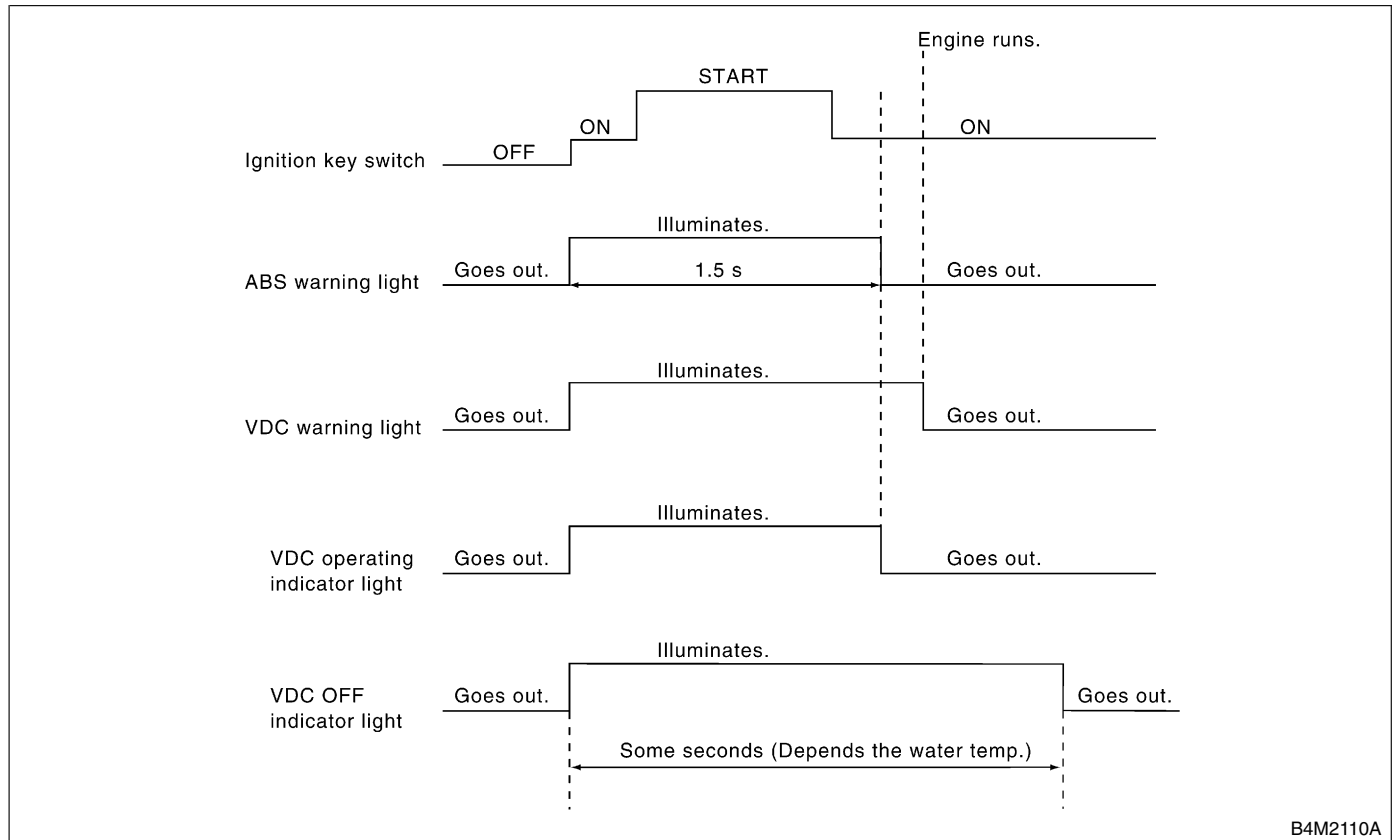 Engine runs.
START
ON
ON
OFF
Ignition key switch
Illuminates.
Goes out.
1.5 s
Goes out.
ABS warning light
Illuminates.
Goes out.
Goes out.
VDC warning light
Illuminates.
VDC operating
indicator light
Goes out.
Goes out.
Illuminates.
VDC OFF
indicator light
Goes out.
Goes out.
Some seconds (Depends the water temp.)
B4M2110A